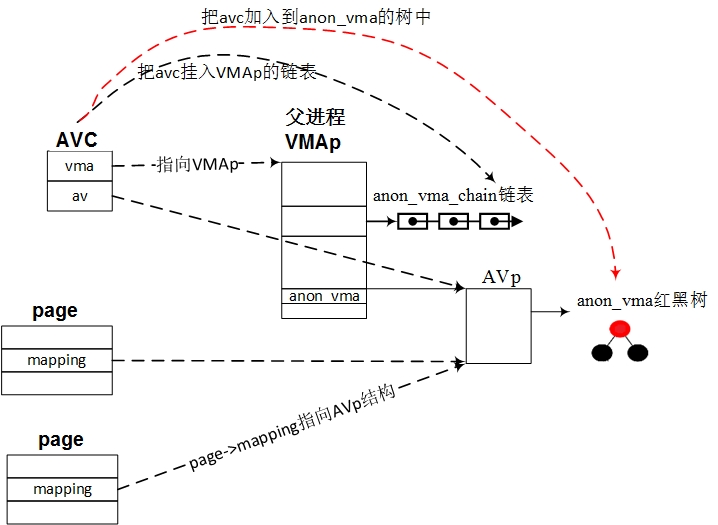 把avc加入到anon_vma的树中
把avc挂入VMAp的链表
父进程
VMAp
AVC
vma
av
指向VMAp
anon_vma_chain链表
anon vma
AVp
anon_vma红黑树
page
mapping
page->mapping指向AVp结构
page
mapping